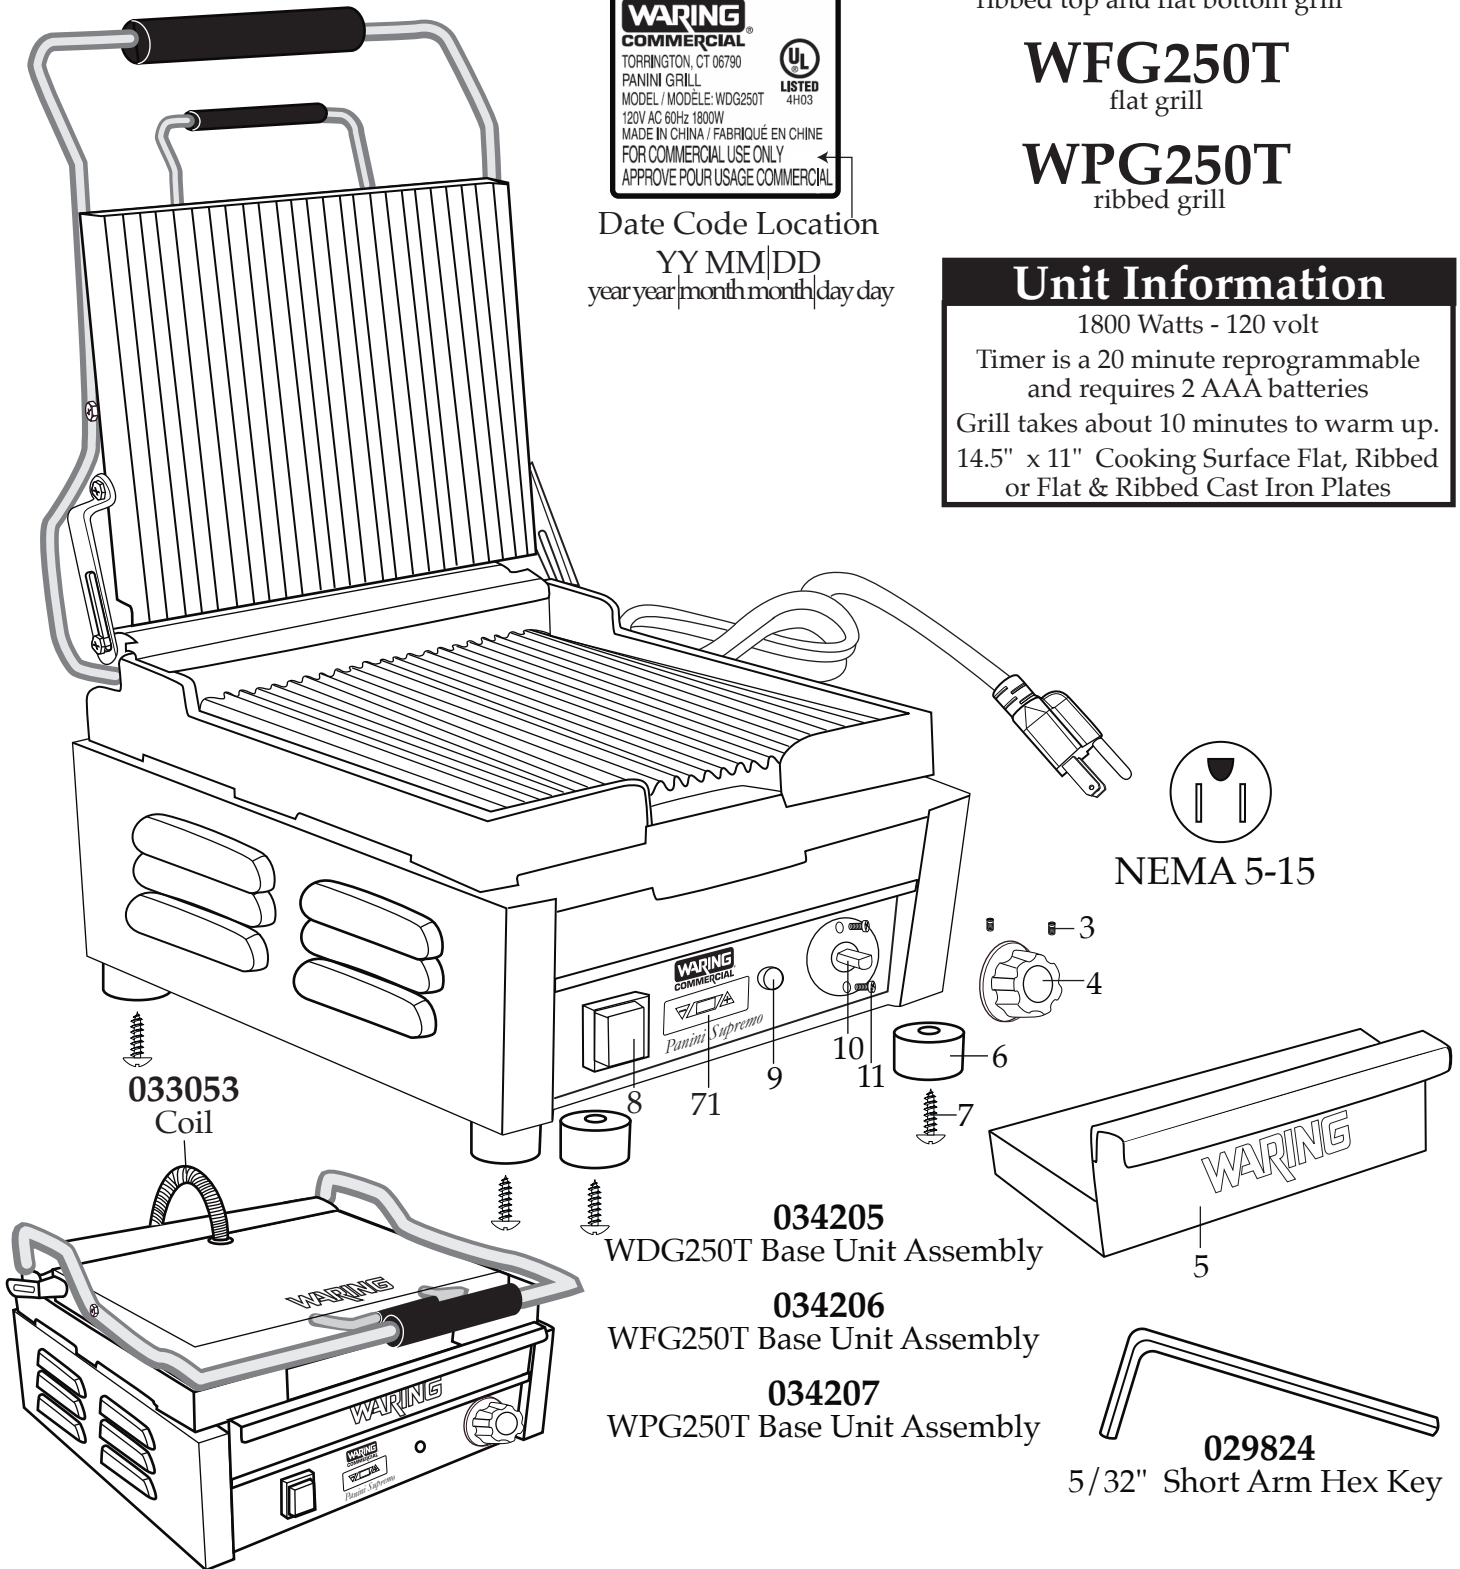 WARING
COMMERCIAL®
TORRINGTON, CT 06790
PANINI GRILL
MODEL / MODÈLE: WDG250T
120V AC 60Hz 1800W
MADE IN CHINA / FABRIQUÉ EN CHINE
FOR COMMERCIAL USE ONLY
APPROVE POUR USAGE COMMERCIAL
UL®
LISTED
4H03
Date Code Location
YY MM|DD
year year|month month|day day
ribbed top and flat bottom grill
WFG250T
flat grill
WPG250T
ribbed grill
Unit Information
1800 Watts - 120 volt
Timer is a 20 minute reprogrammable
and requires 2 AAA batteries
Grill takes about 10 minutes to warm up.
14.5" x 11" Cooking Surface Flat, Ribbed
or Flat & Ribbed Cast Iron Plates
NEMA 5-15
3
4
WARING
COMMERCIAL
Panini Supremo
8
71
9
10
11
6
7
WARING
5
033053
Coil
WARING
WARING
WARING
COMMERCIAL
Panini Supremo
034205
WDG250T Base Unit Assembly
034206
WFG250T Base Unit Assembly
034207
WPG250T Base Unit Assembly
029824
5/32" Short Arm Hex Key